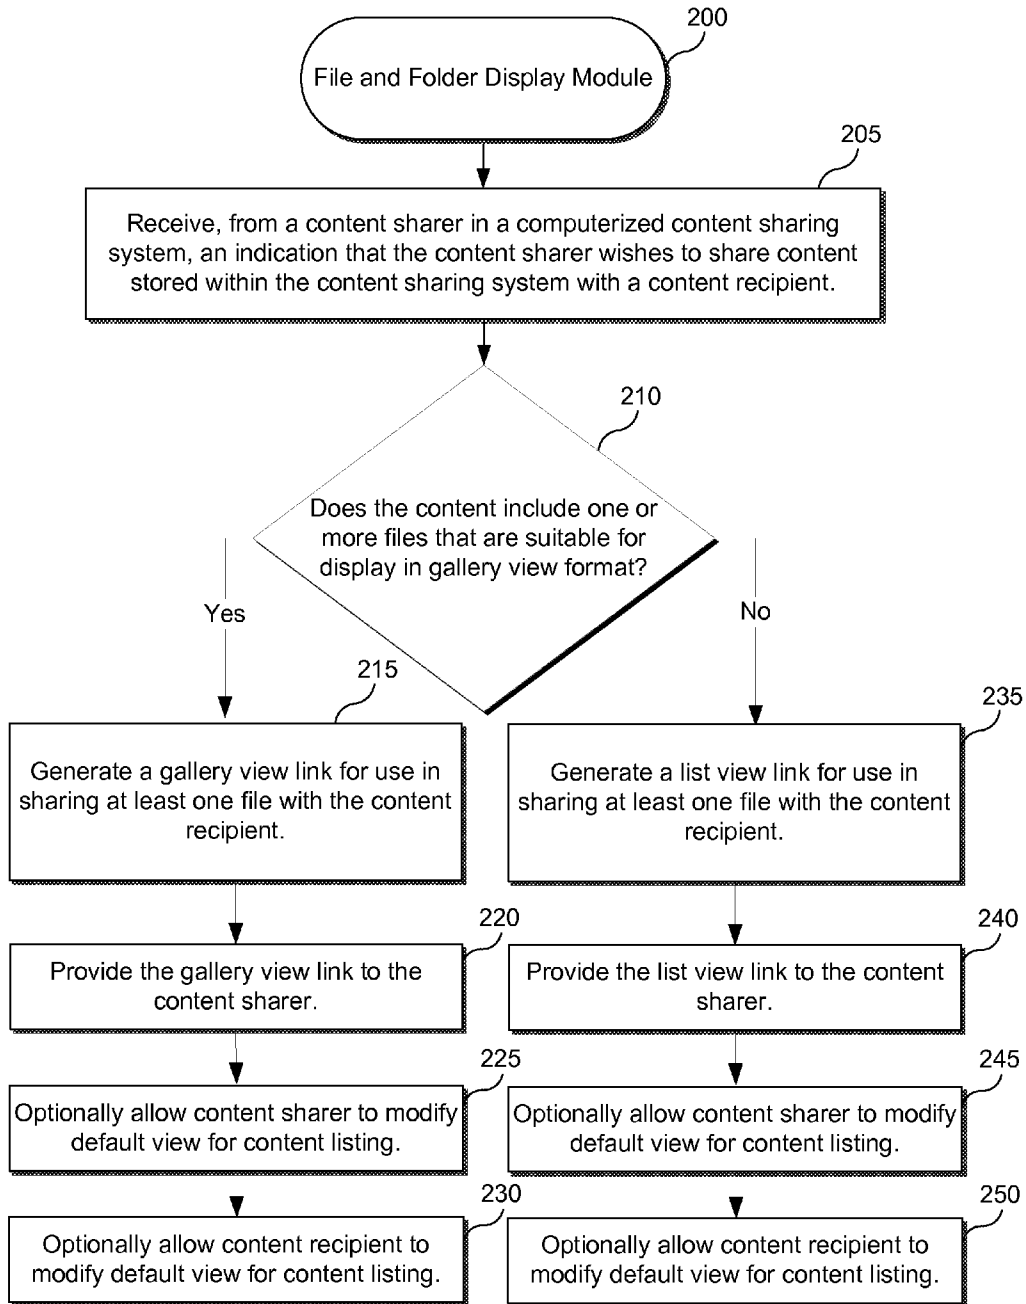 200
File and Folder Display Module
205
Receive, from a content sharer in a computerized content sharing
system, an indication that the content sharer wishes to share content
stored within the content sharing system with a content recipient.
210
Does the content include one or
more files that are suitable for
display in gallery view format?
Yes
No
215
Generate a gallery view link for use in
sharing at least one file with the content
recipient.
235
Generate a list view link for use in
sharing at least one file with the content
recipient.
220
Provide the gallery view link to the
content sharer.
240
Provide the list view link to the content
sharer.
225
Optionally allow content sharer to modify
default view for content listing.
245
Optionally allow content sharer to modify
default view for content listing.
230
Optionally allow content recipient to
modify default view for content listing.
250
Optionally allow content recipient to
modify default view for content listing.